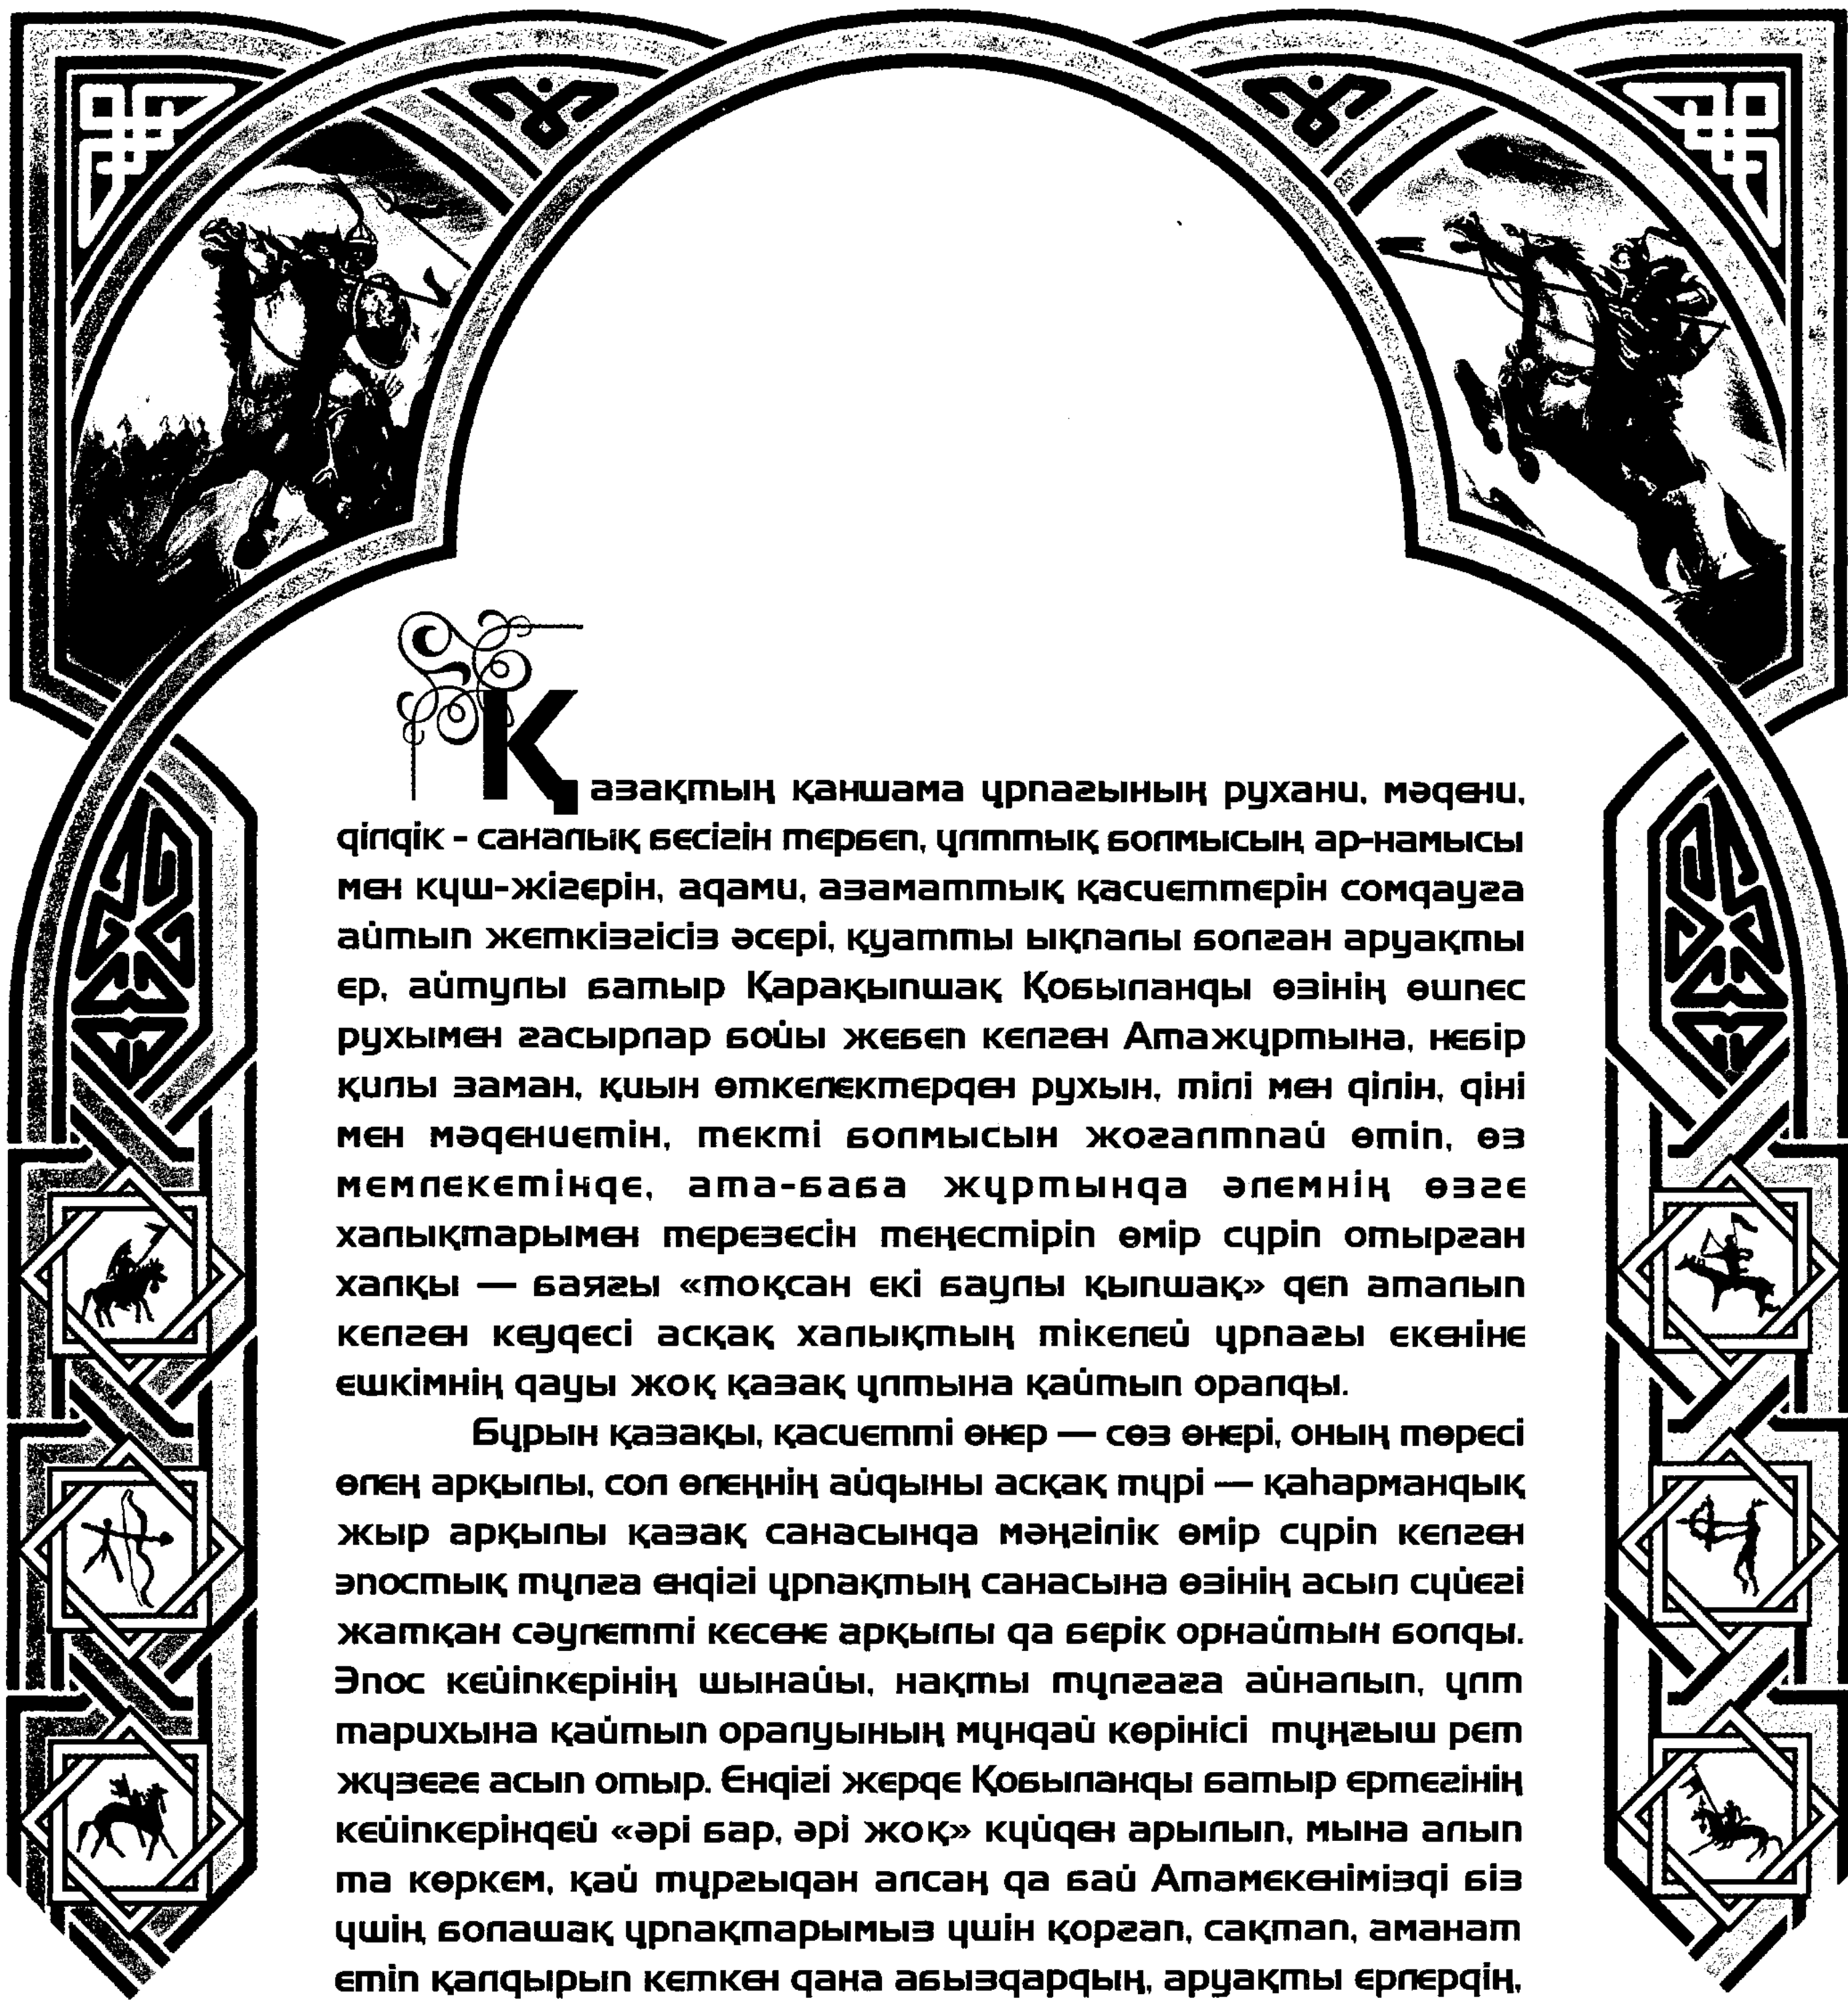 Қазақтың қаншама ұрпағының рухани, мәдени,
ділдік - саналық бесігін тербеп, ұлттық болмысың ар-намысы
мен күш-жігерін, адами, азаматтық қасиеттерін сомдауға
айтып жеткізгісіз әсері, қуатты ықпалы болған аруақты
ер, айтулы батыр Қарақыпшақ Қобыланды өзінің өшпес
рухымен ғасырлар бойы жебеп келген Атажұртына, небір
қилы заман, қиын өткелектерден рухын, тілі мен ділін, діні
мен мәдениетін, текті болмысын жоғалтпай өтіп, өз
мемлекетінде, ата-баба жұртында әлемнің өзге
халықтарымен терезесін теңестіріп өмір сүріп отырған
халқы — баяғы «тоқсан екі баулы қыпшақ» деп аталып
келген кеудесі асқақ халықтың тікелей ұрпағы екеніне
ешкімнің дауы жоқ қазақ ұлтына қайтып оралды.
Бұрын қазақы, қасиетті өнер — сөз өнері, оның төресі
өлең арқылы, сол өлеңнің айдыны асқақ түрі — қаһармандық
жыр арқылы қазақ санасында мәңгілік өмір сүріп келген
эпостық тұлға ендігі ұрпақтың санасына өзінің асыл сүйегі
жатқан сәулетті кесене арқылы да берік орнайтын болды.
Эпос кейіпкерінің шынайы, нақты тұлғаға айналып, ұлт
тарихына қайтып оралуының мұндай көрінісі тұңғыш рет
жүзеге асып отыр. Ендігі жерде Қобыланды батыр ертегінің
кейіпкеріндей «әрі бар, әрі жоқ» күйден арылып, мына алып
та көркем, қай тұрғыдан алсаң да бай Атамекенімізді біз
үшің болашақ ұрпақтарымыз үшін қорғап, сақтап, аманат
етіп қалдырып кеткен дана абыздардың, аруақты ерлердің,